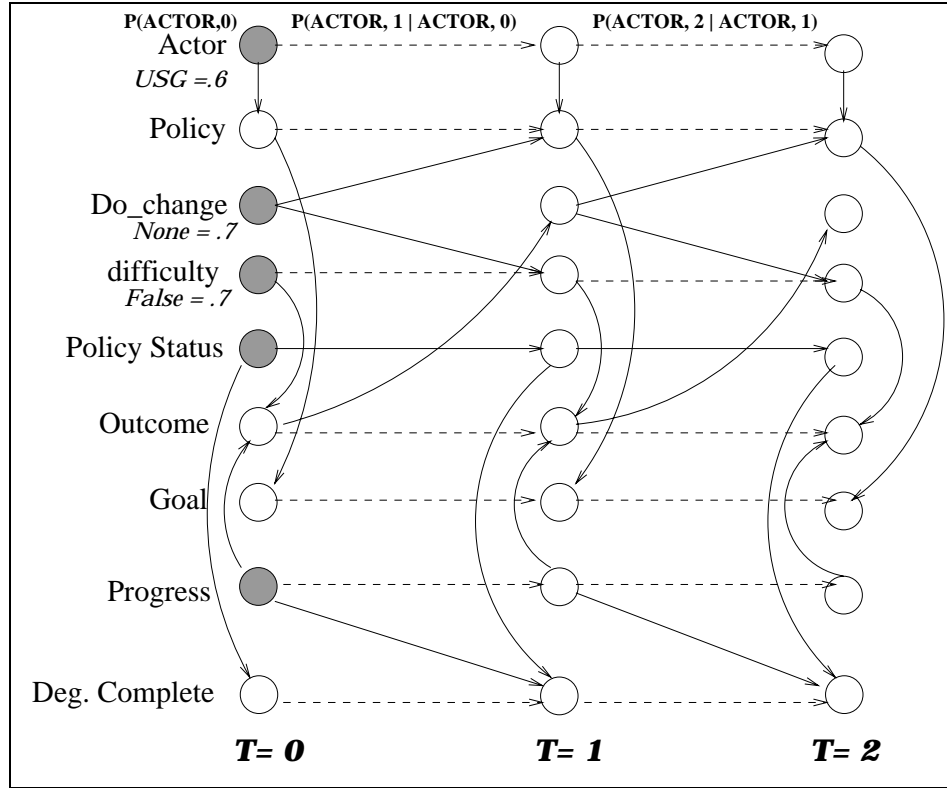 P(ACTOR,0) P(ACTOR, 1 | ACTOR, 0) P(ACTOR, 2 | ACTOR, 1)
Actor
USG =.6
Policy
Do_change
None = .7
difficulty
False = .7
Policy Status
Outcome
Goal
Progress
Deg. Complete
T= 0 T= 1 T= 2